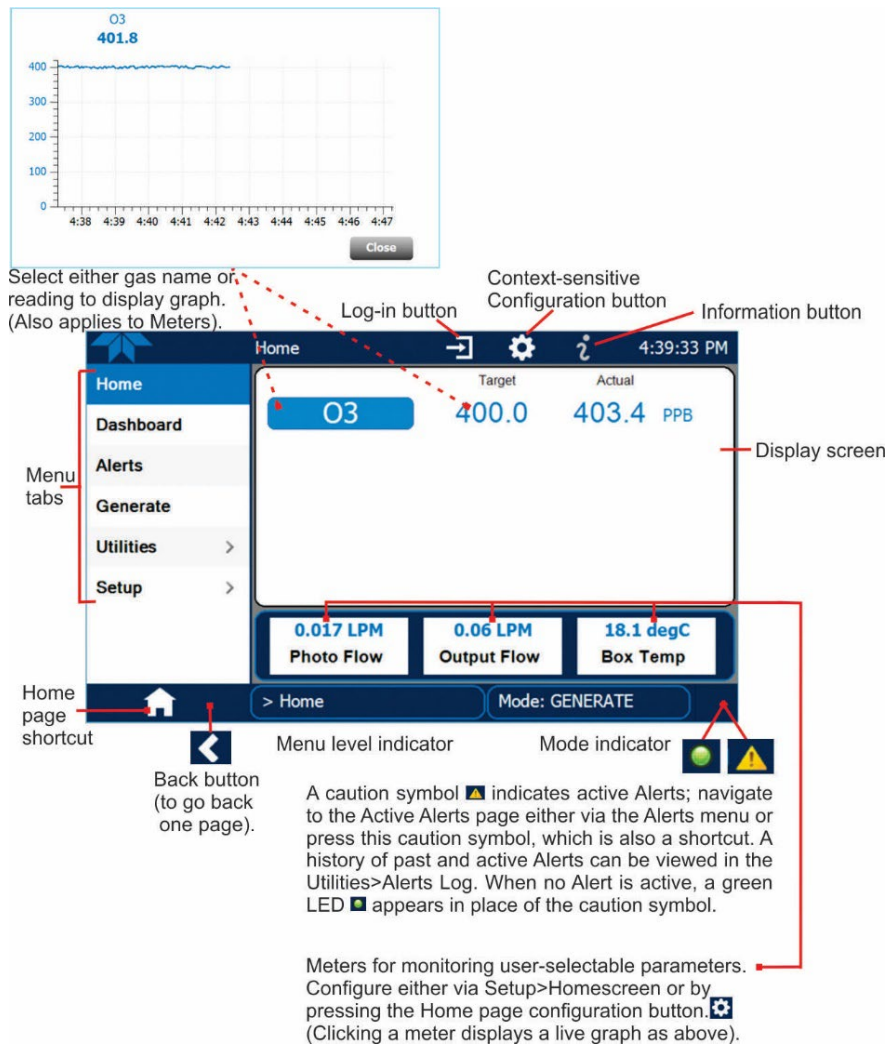 O3
401.8
400
300
200
100
0
4:38 4:39 4:40 4:41 4:42 4:43 4:44 4:45 4:46 4:47
Close
Select either gas name or
reading to display graph.
(Also applies to Meters).
Log-in button
Context-sensitive
Configuration button
Information button
Home
4:39:33 PM
Home
Dashboard
Alerts
Generate
Utilities >
Setup >
Menu
tabs
Target Actual
O3 400.0 403.4 PPB
Display screen
0.017 LPM
Photo Flow
0.06 LPM
Output Flow
18.1 degC
Box Temp
Home
page
shortcut
> Home
Mode: GENERATE
Back button
(to go back
one page).
Menu level indicator
Mode indicator
A caution symbol indicates active Alerts; navigate
to the Active Alerts page either via the Alerts menu or
press this caution symbol, which is also a shortcut. A
history of past and active Alerts can be viewed in the
Utilities>Alerts Log. When no Alert is active, a green
LED appears in place of the caution symbol.
Meters for monitoring user-selectable parameters.
Configure either via Setup>Homescreen or by
pressing the Home page configuration button.
(Clicking a meter displays a live graph as above).